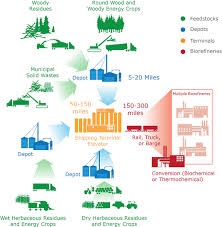 Woody
Residues
Round Wood and
Woody Energy Crops
Feedstocks
Depots
Terminals
Biorefineries
Municipal
Solid Wastes
Depot
5-20 Miles
Multiple Biorefineries
50-150
miles
150-300
miles
Shipping Terminal
Elevator
Rail, Truck,
or Barge
Depot
Depot
Conversion (Biochemical
or Thermochemical)
Wet Herbaceous Residues
and Energy Crops
Dry Herbaceous Residues
and Energy Crops